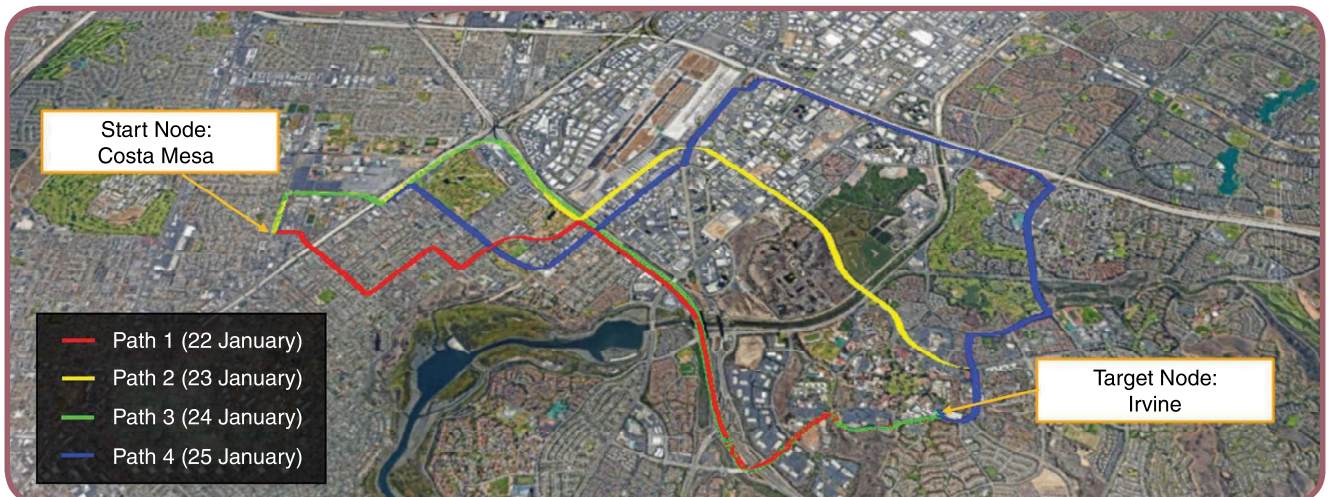 Start Node:
Costa Mesa
Path 1 (22 January)
Path 2 (23 January)
Path 3 (24 January)
Path 4 (25 January)
Target Node:
Irvine